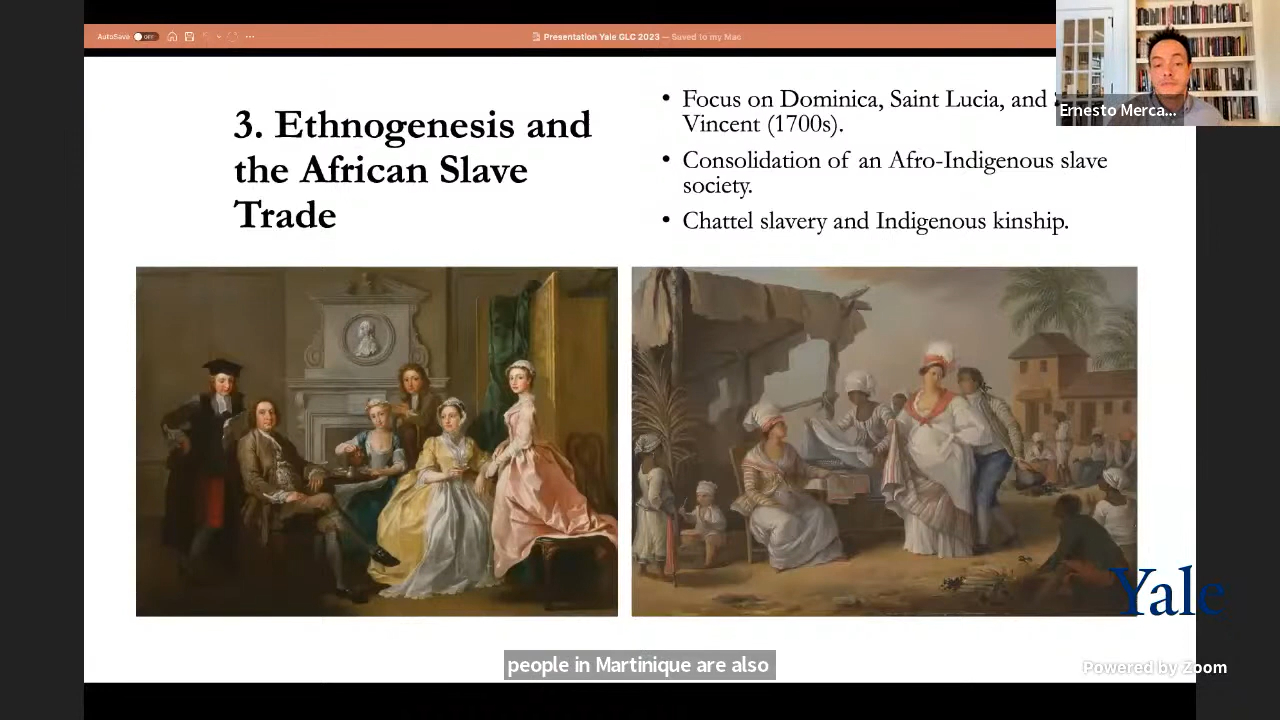 AutoSave OFF
Presentation Yale GLC 2023 — Saved to my Mac
Ernesto Merca...
3. Ethnogenesis and
the African Slave
Trade
• Focus on Dominica, Saint Lucia, and
Vincent (1700s).
• Consolidation of an Afro-Indigenous slave
society.
• Chattel slavery and Indigenous kinship.
Yale
people in Martinique are also
Powered by Zoom